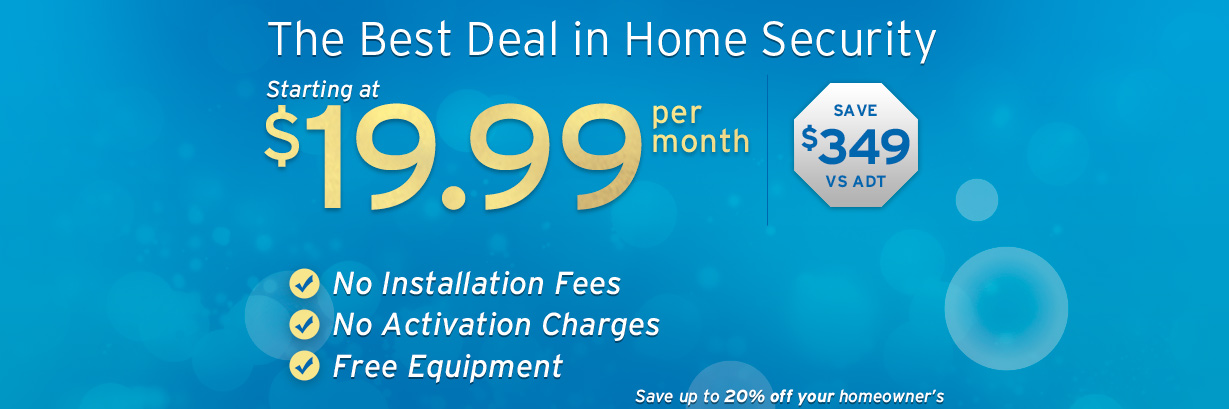 The Best Deal in Home Security
Starting at
$19.99 per month
SAVE
$349
VS ADT
No Installation Fees
No Activation Charges
Free Equipment
Save up to 20% off your homeowner's